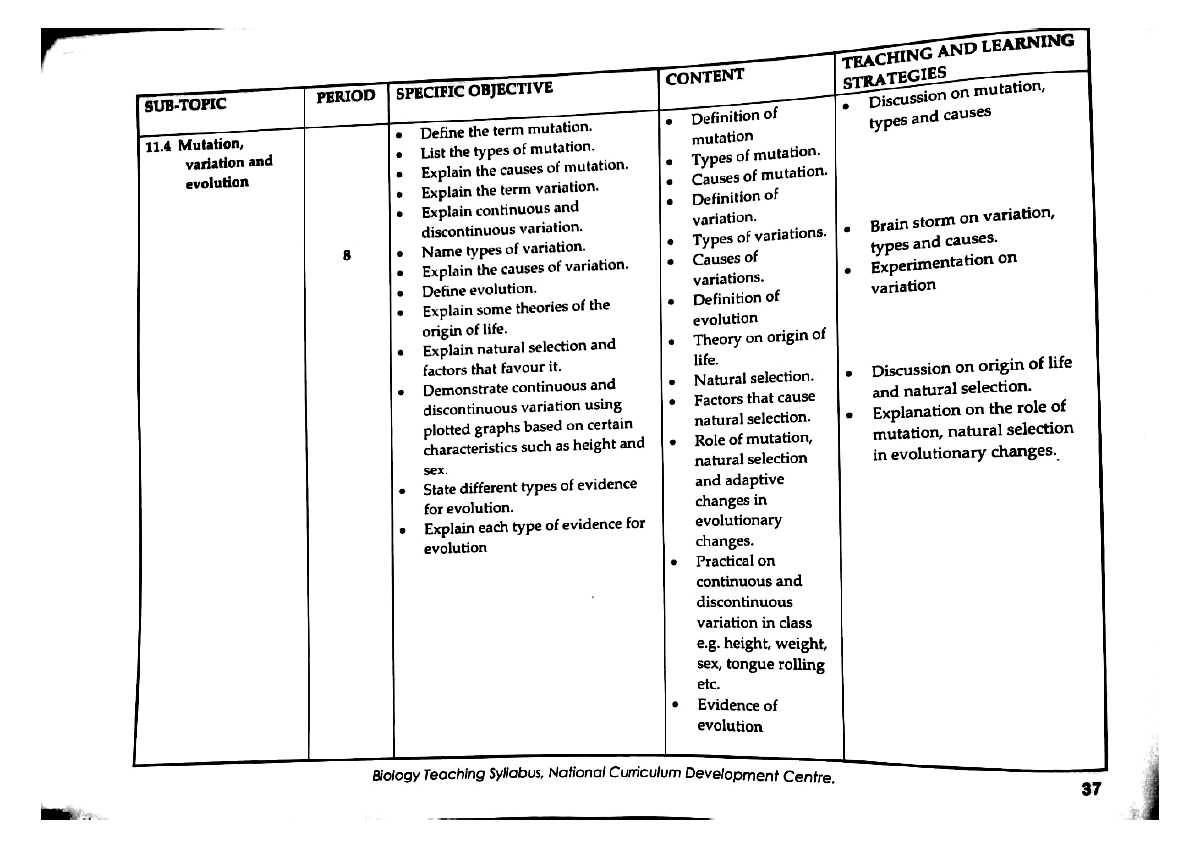 SUB-TOPIC
PERIOD
SPECIFIC OBJECTIVE
CONTENT
TEACHING AND LEARNING
STRATEGIES
11.4 Mutation,
variation and
evolution
8
• Define the term mutation.
• List the types of mutation.
• Explain the causes of mutation.
• Explain the term variation.
• Explain continuous and
discontinuous variation.
• Name types of variation.
• Explain the causes of variation.
• Define evolution.
• Explain some theories of the
origin of life.
• Explain natural selection and
factors that favour it.
• Demonstrate continuous and
discontinuous variation using
plotted graphs based on certain
characteristics such as height and
sex.
• State different types of evidence
for evolution.
• Explain each type of evidence for
evolution
• Definition of
mutation
• Types of mutation.
• Causes of mutation.
• Definition of
variation.
• Types of variations.
• Causes of
variations.
• Definition of
evolution
• Theory on origin of
life.
• Natural selection.
• Factors that cause
natural selection.
• Role of mutation,
natural selection
and adaptive
changes in
evolutionary
changes.
• Practical on
continuous and
discontinuous
variation in class
e.g. height, weight,
sex, tongue rolling
etc.
• Evidence of
evolution
• Discussion on mutation,
types and causes
• Brain storm on variation,
types and causes.
• Experimentation on
variation
• Discussion on origin of life
and natural selection.
• Explanation on the role of
mutation, natural selection
in evolutionary changes.
Biology Teaching Syllabus, National Curriculum Development Centre.
37